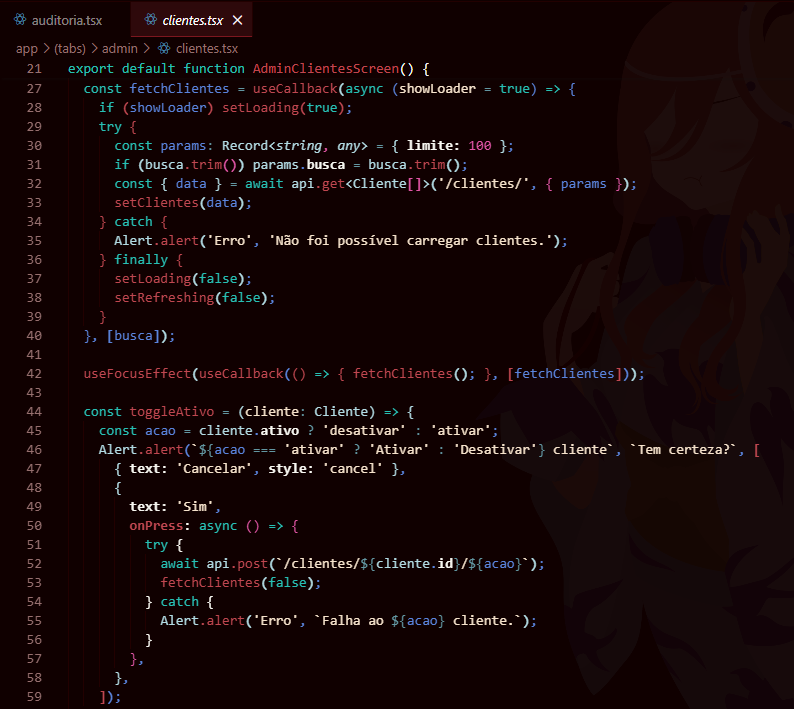 auditoria.tsx clientes.tsx ×
app > (tabs) > admin > clientes.tsx
21 export default function AdminClientesScreen() {
27   const fetchClientes = useCallback(async (showLoader = true) => {
28     if (showLoader) setLoading(true);
29     try {
30       const params: Record<string, any> = { limite: 100 };
31       if (busca.trim()) params.busca = busca.trim();
32       const { data } = await api.get<Cliente[]>('/clientes/', { params });
33       setClientes(data);
34     } catch {
35       Alert.alert('Erro', 'Não foi possível carregar clientes.');
36     } finally {
37       setLoading(false);
38       setRefreshing(false);
39     }
40   }, [busca]);
41
42   useFocusEffect(useCallback(() => { fetchClientes(); }, [fetchClientes]));
43
44   const toggleAtivo = (cliente: Cliente) => {
45     const acao = cliente.ativo ? 'desativar' : 'ativar';
46     Alert.alert(`${acao === 'ativar' ? 'Ativar' : 'Desativar'} cliente`, `Tem certeza?`, [
47       { text: 'Cancelar', style: 'cancel' },
48       {
49         text: 'Sim',
50         onPress: async () => {
51           try {
52             await api.post(`/clientes/${cliente.id}/${acao}`);
53             fetchClientes(false);
54           } catch {
55             Alert.alert('Erro', `Falha ao ${acao} cliente.`);
56           }
57         },
58       },
59     ]);